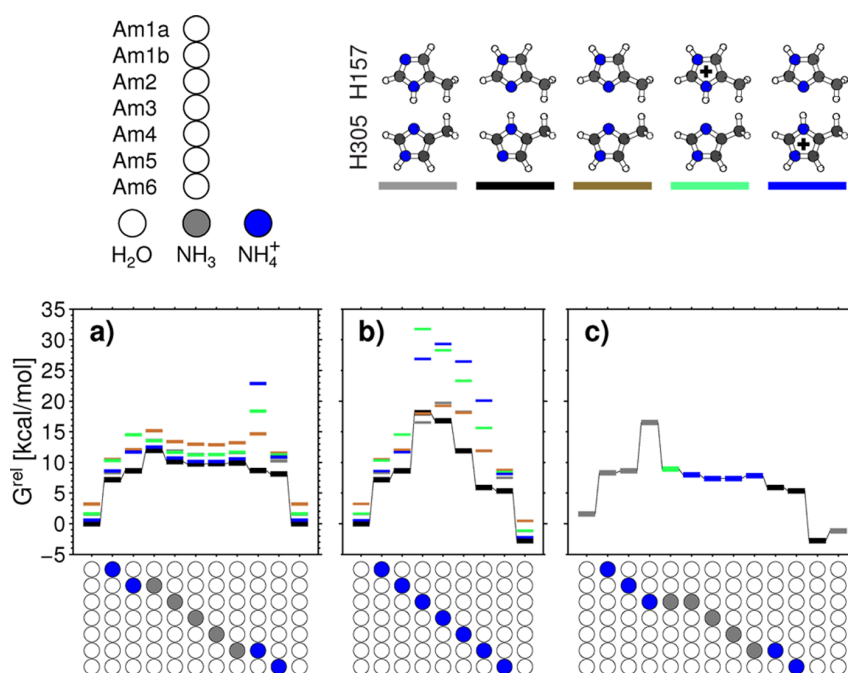 Am1a
Am1b
Am2
Am3
Am4
Am5
Am6
H₂O NH₃ NH₄⁺
H157
H305
+
+
Gʳᵉˡ [kcal/mol]
35
30
25
20
15
10
5
0
−5
a)
b)
c)